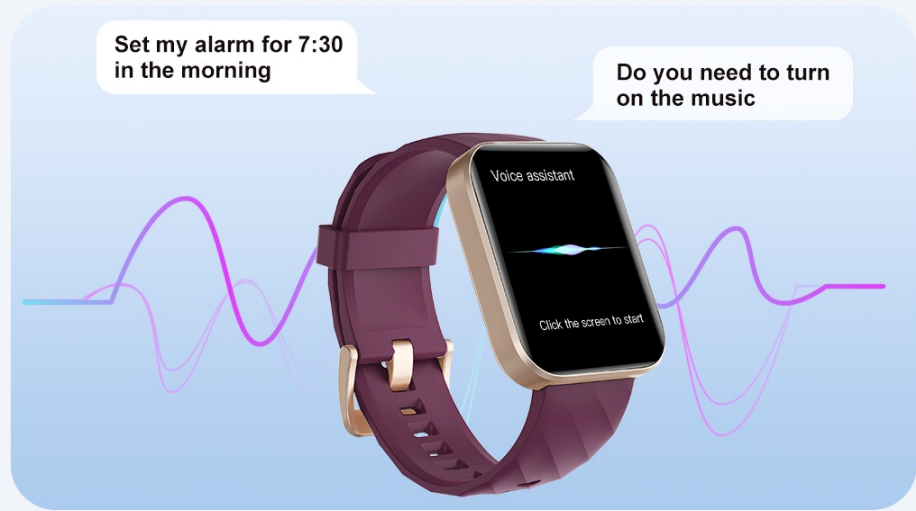 Set my alarm for 7:30
in the morning
Do you need to turn
on the music
Voice assistant
Click the screen to start